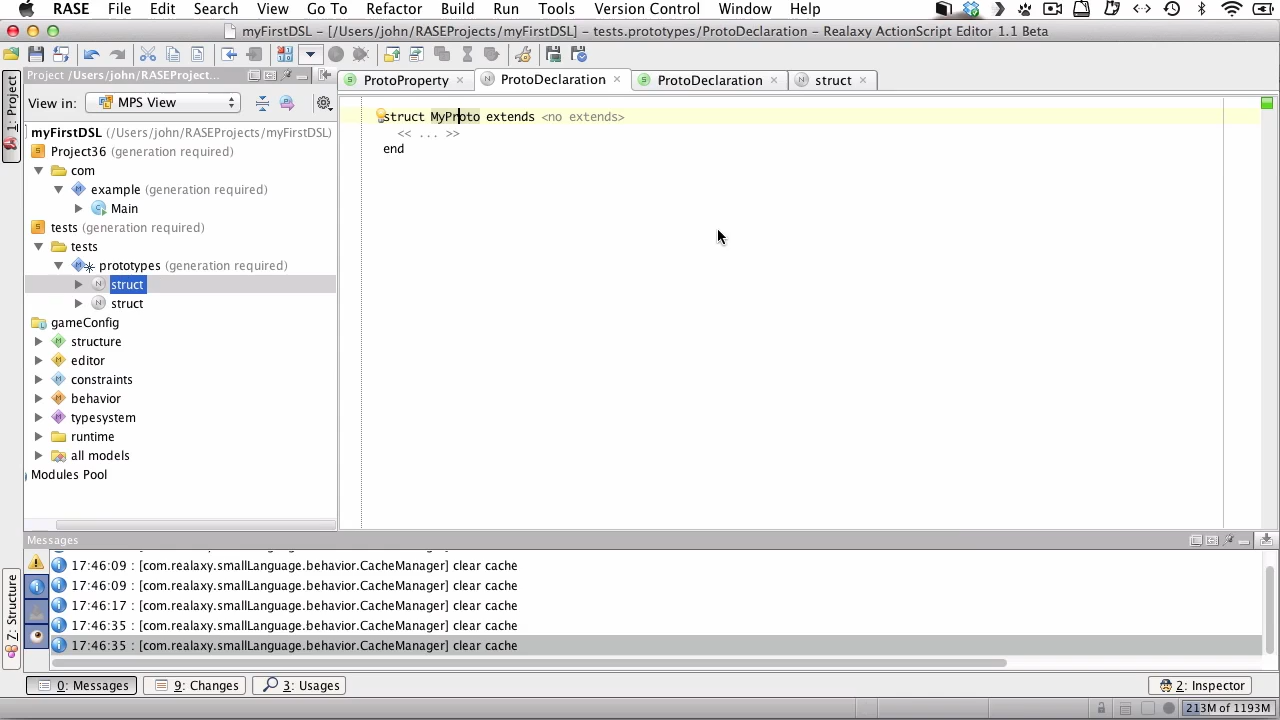 RASE File Edit Search View Go To Refactor Build Run Tools Version Control Window Help
myFirstDSL – [/Users/john/RASEProjects/myFirstDSL] – tests.prototypes/ProtoDeclaration – Realaxy ActionScript Editor 1.1 Beta
1: Project
Project /Users/john/RASEProject...
View in: MPS View
myFirstDSL (/Users/john/RASEProjects/myFirstDSL)
Project36 (generation required)
com
example (generation required)
Main
tests (generation required)
tests
prototypes (generation required)
struct
struct
gameConfig
structure
editor
constraints
behavior
typesystem
runtime
all models
Modules Pool
ProtoProperty ProtoDeclaration ProtoDeclaration struct
struct MyProto extends <no extends>
<< ... >>
end
Messages
17:46:09 : [com.realaxy.smallLanguage.behavior.CacheManager] clear cache
17:46:09 : [com.realaxy.smallLanguage.behavior.CacheManager] clear cache
17:46:17 : [com.realaxy.smallLanguage.behavior.CacheManager] clear cache
17:46:35 : [com.realaxy.smallLanguage.behavior.CacheManager] clear cache
17:46:35 : [com.realaxy.smallLanguage.behavior.CacheManager] clear cache
Z: Structure
0: Messages 9: Changes 3: Usages 2: Inspector
213M of 1193M